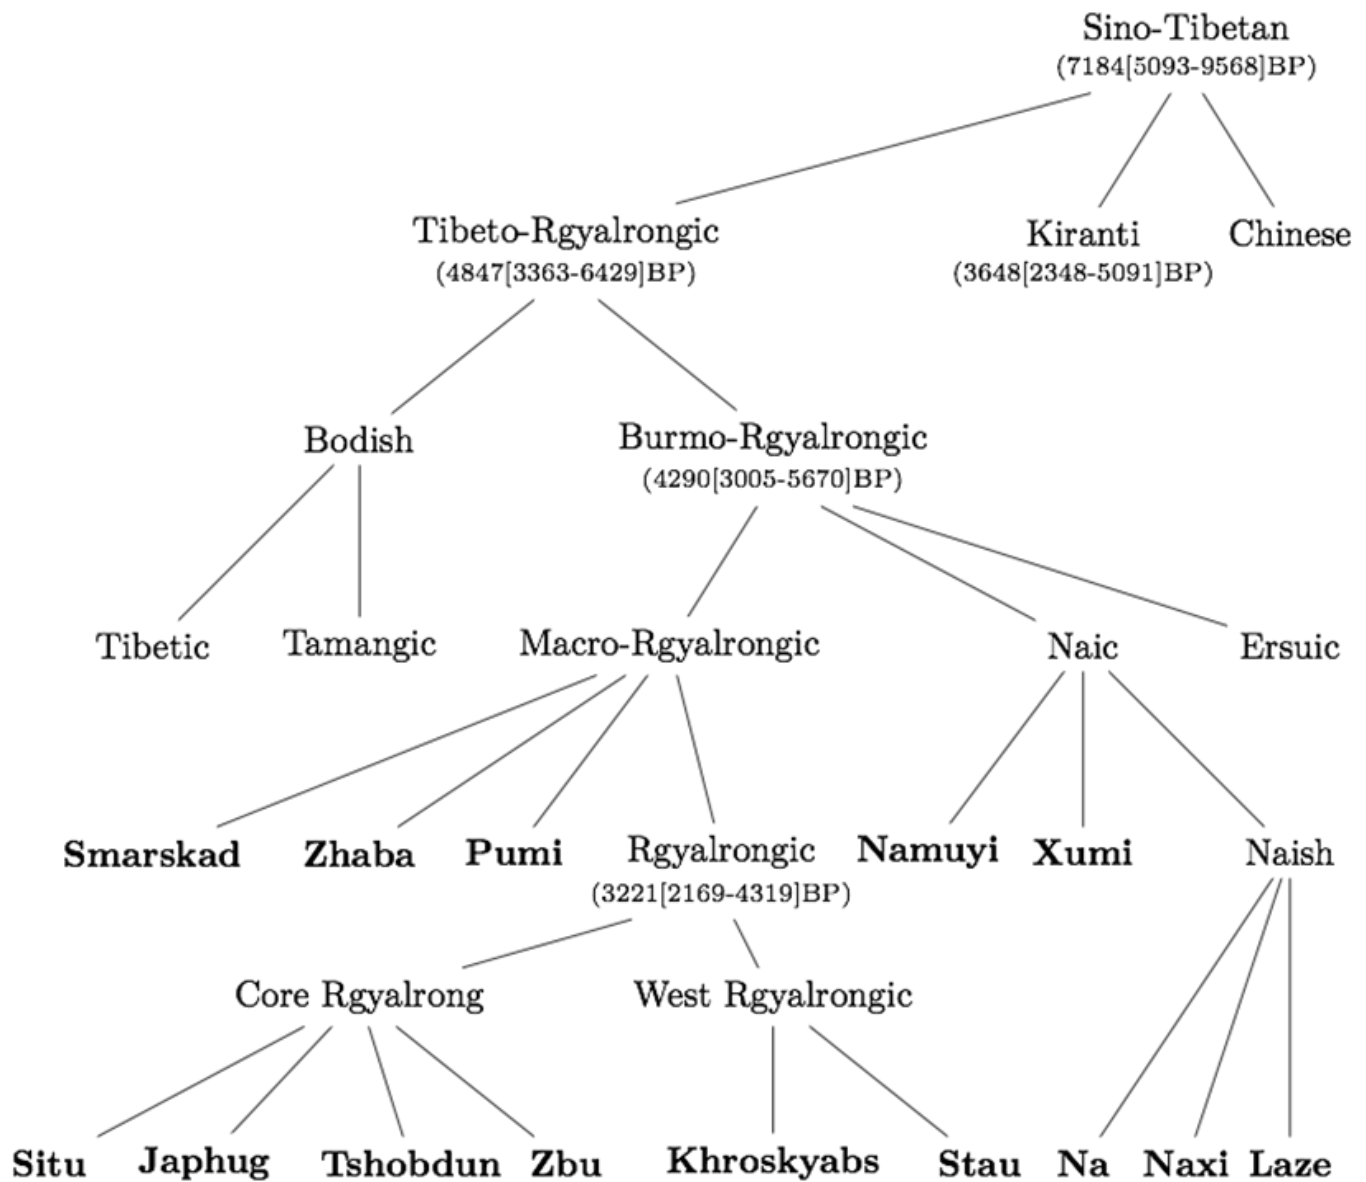 Sino-Tibetan
(7184[5093-9568]BP)
Tibeto-Rgyalrongic
(4847[3363-6429]BP)
Kiranti
(3648[2348-5091]BP)
Chinese
Bodish
Burmo-Rgyalrongic
(4290[3005-5670]BP)
Tibetic
Tamangic
Macro-Rgyalrongic
Naic
Ersuic
Smarskad
Zhaba
Pumi
Rgyalrongic
(3221[2169-4319]BP)
Namuyi
Xumi
Naish
Core Rgyalrong
West Rgyalrongic
Situ
Japhug
Tshobdun
Zbu
Khroskyabs
Stau
Na
Naxi
Laze